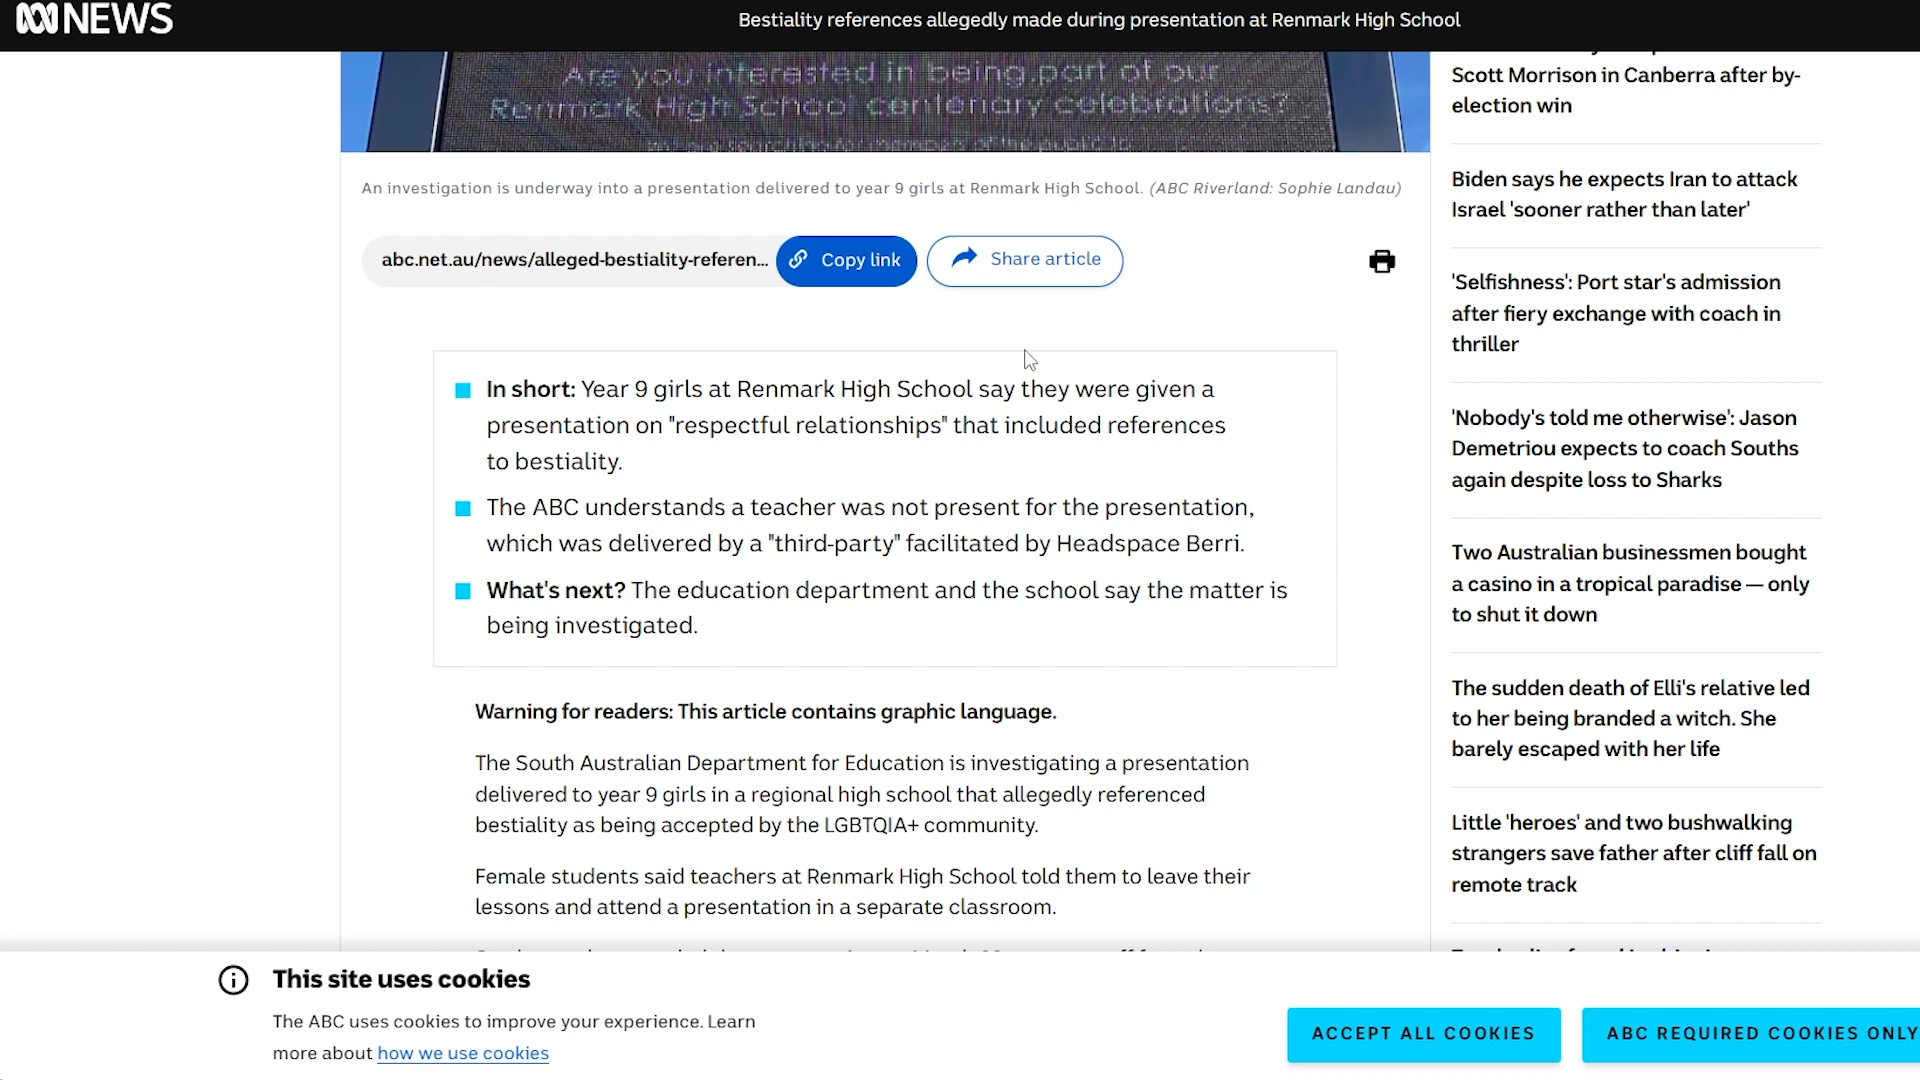 NEWS
Bestiality references allegedly made during presentation at Renmark High School
Are you interested in being part of our
Renmark High School centenary celebrations?
An investigation is underway into a presentation delivered to year 9 girls at Renmark High School. (ABC Riverland: Sophie Landau)
abc.net.au/news/alleged-bestiality-referen...
Copy link
Share article
In short: Year 9 girls at Renmark High School say they were given a
presentation on "respectful relationships" that included references
to bestiality.
The ABC understands a teacher was not present for the presentation,
which was delivered by a "third-party" facilitated by Headspace Berri.
What's next? The education department and the school say the matter is
being investigated.
Warning for readers: This article contains graphic language.
The South Australian Department for Education is investigating a presentation
delivered to year 9 girls in a regional high school that allegedly referenced
bestiality as being accepted by the LGBTQIA+ community.
Female students said teachers at Renmark High School told them to leave their
lessons and attend a presentation in a separate classroom.
Scott Morrison in Canberra after by-
election win
Biden says he expects Iran to attack
Israel 'sooner rather than later'
'Selfishness': Port star's admission
after fiery exchange with coach in
thriller
'Nobody's told me otherwise': Jason
Demetriou expects to coach Souths
again despite loss to Sharks
Two Australian businessmen bought
a casino in a tropical paradise — only
to shut it down
The sudden death of Elli's relative led
to her being branded a witch. She
barely escaped with her life
Little 'heroes' and two bushwalking
strangers save father after cliff fall on
remote track
This site uses cookies
The ABC uses cookies to improve your experience. Learn
more about how we use cookies
ACCEPT ALL COOKIES
ABC REQUIRED COOKIES ONLY